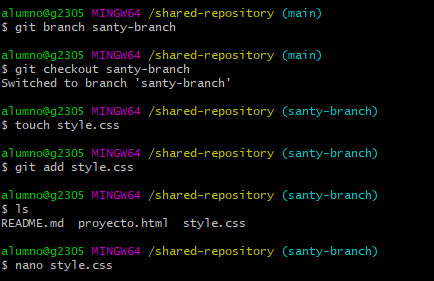 alumno@g2305 MINGW64 /shared-repository (main)
$ git branch santy-branch
alumno@g2305 MINGW64 /shared-repository (main)
$ git checkout santy-branch
Switched to branch 'santy-branch'
alumno@g2305 MINGW64 /shared-repository (santy-branch)
$ touch style.css
alumno@g2305 MINGW64 /shared-repository (santy-branch)
$ git add style.css
alumno@g2305 MINGW64 /shared-repository (santy-branch)
$ ls
README.md  proyecto.html  style.css
alumno@g2305 MINGW64 /shared-repository (santy-branch)
$ nano style.css